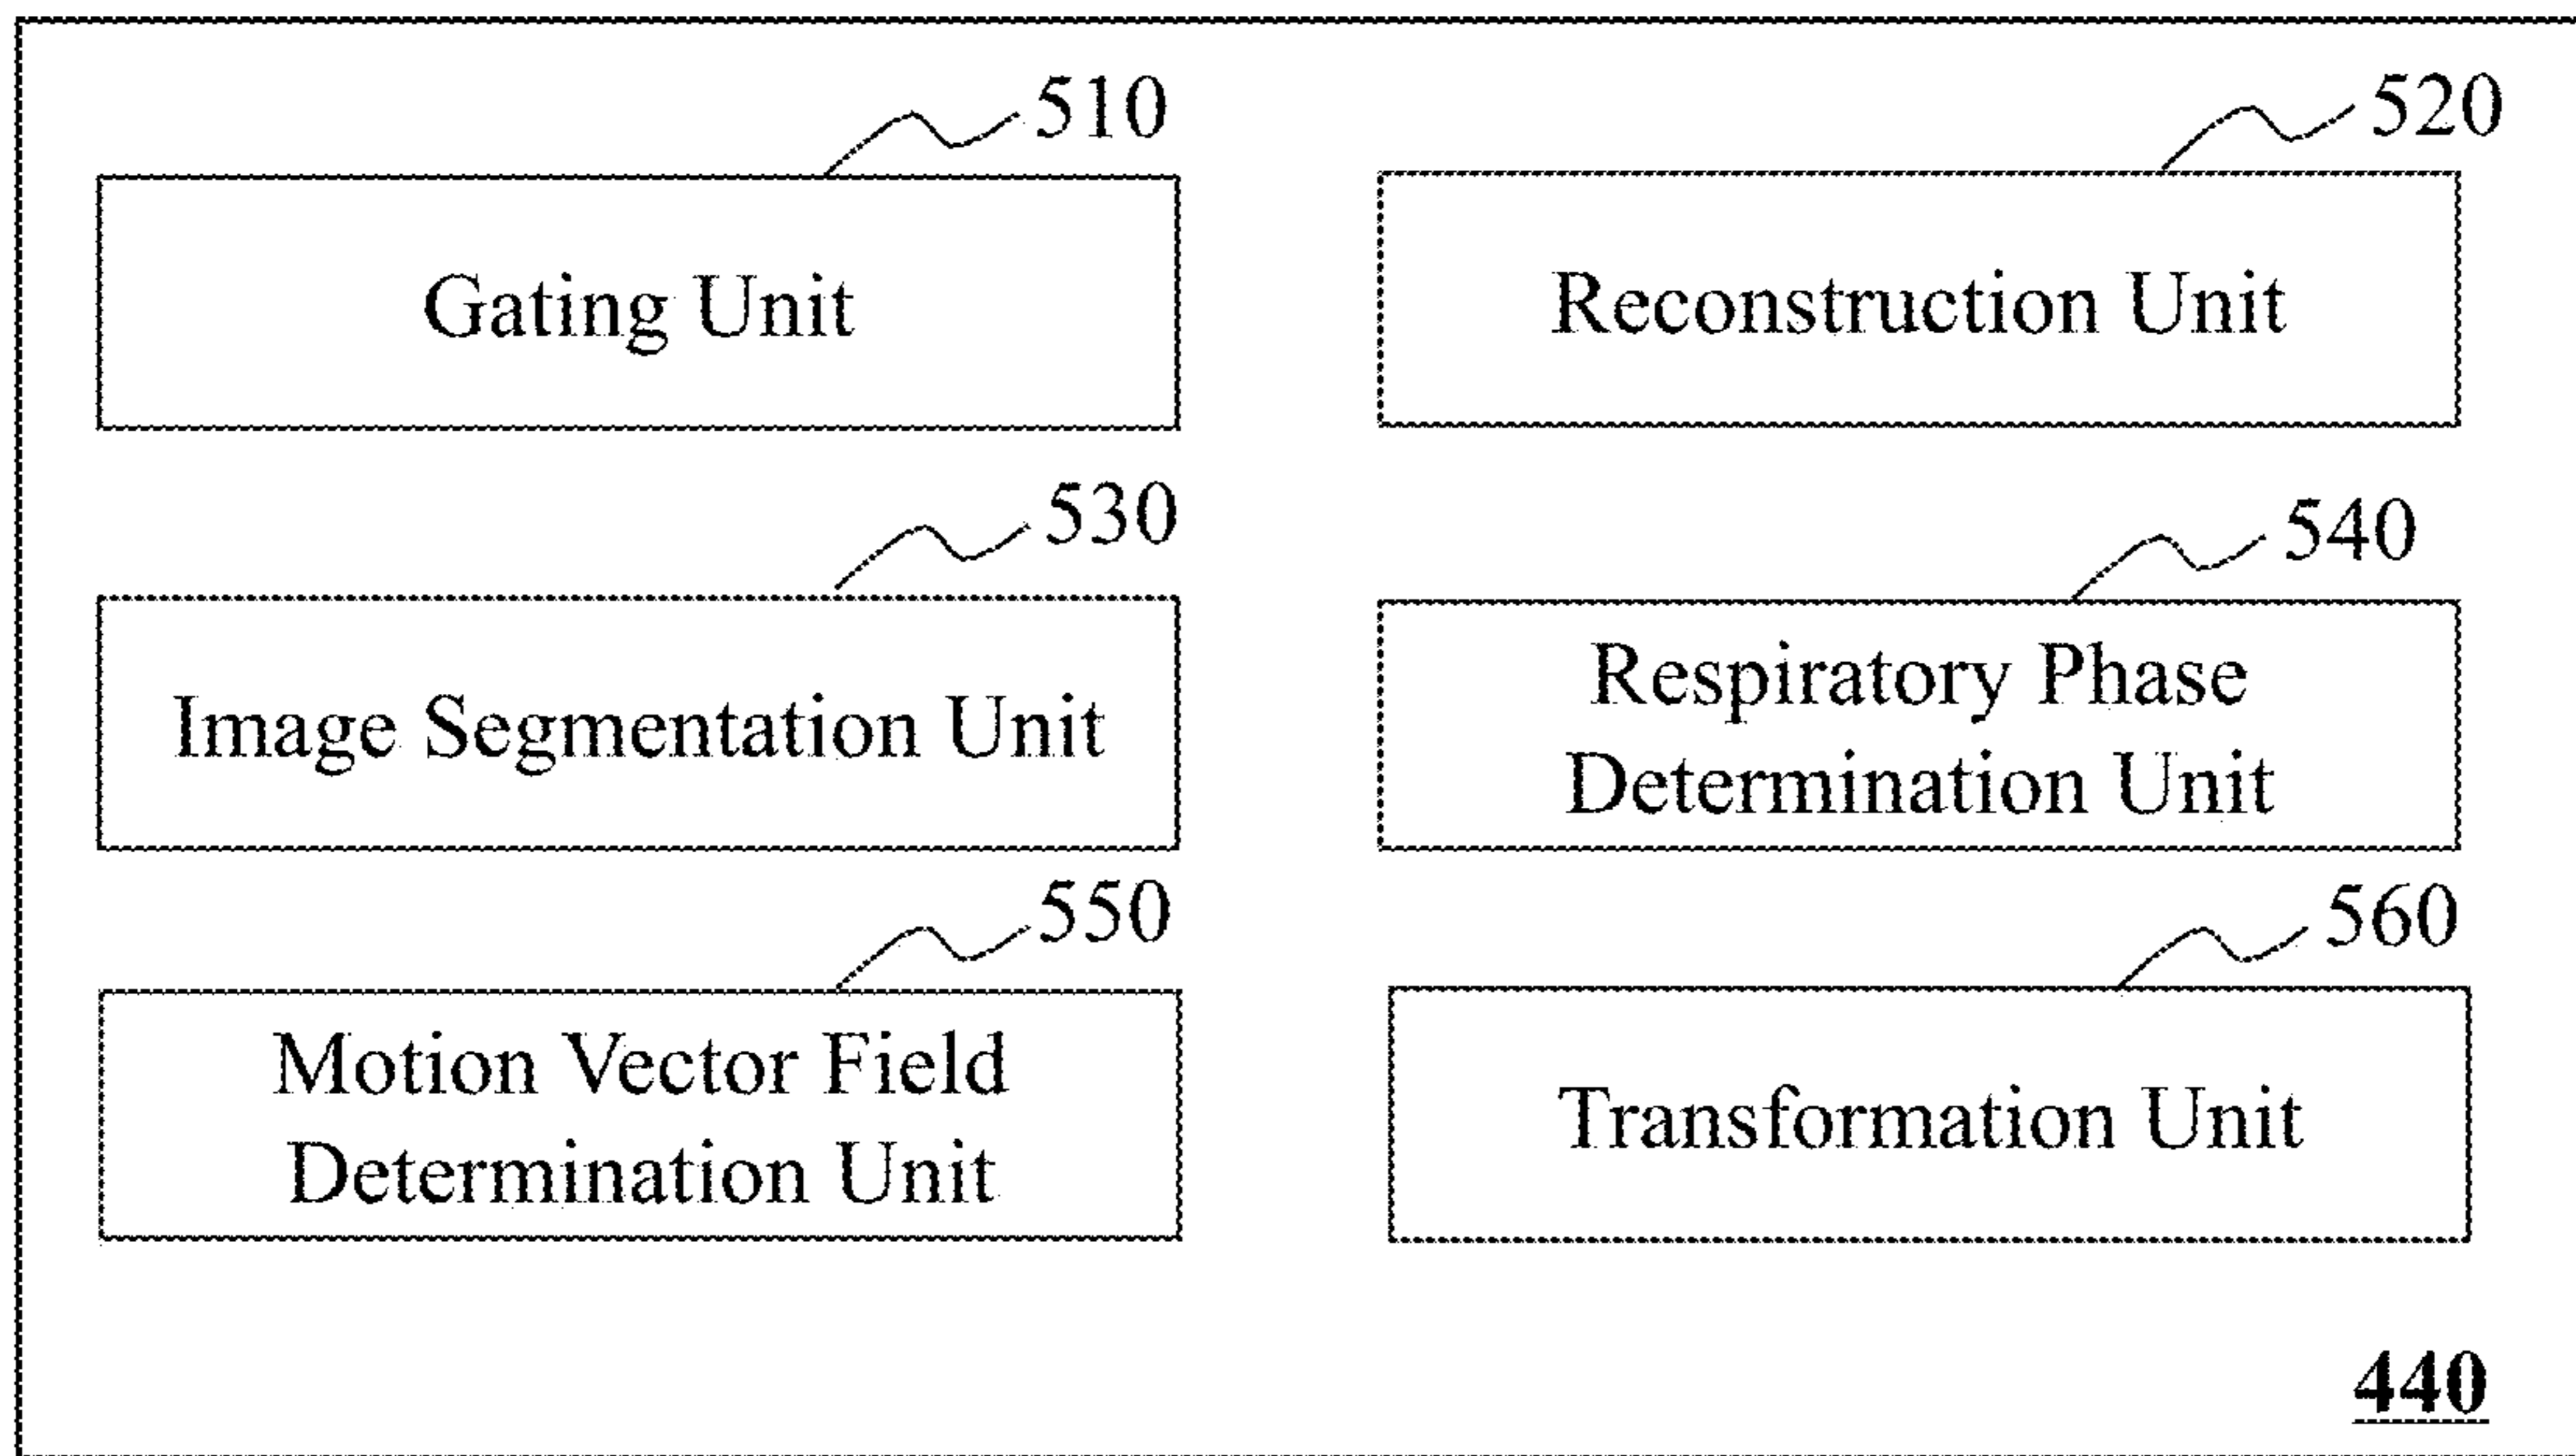 510
520
Gating Unit
Reconstruction Unit
530
540
Image Segmentation Unit
Respiratory Phase
Determination Unit
550
560
Motion Vector Field
Determination Unit
Transformation Unit
440